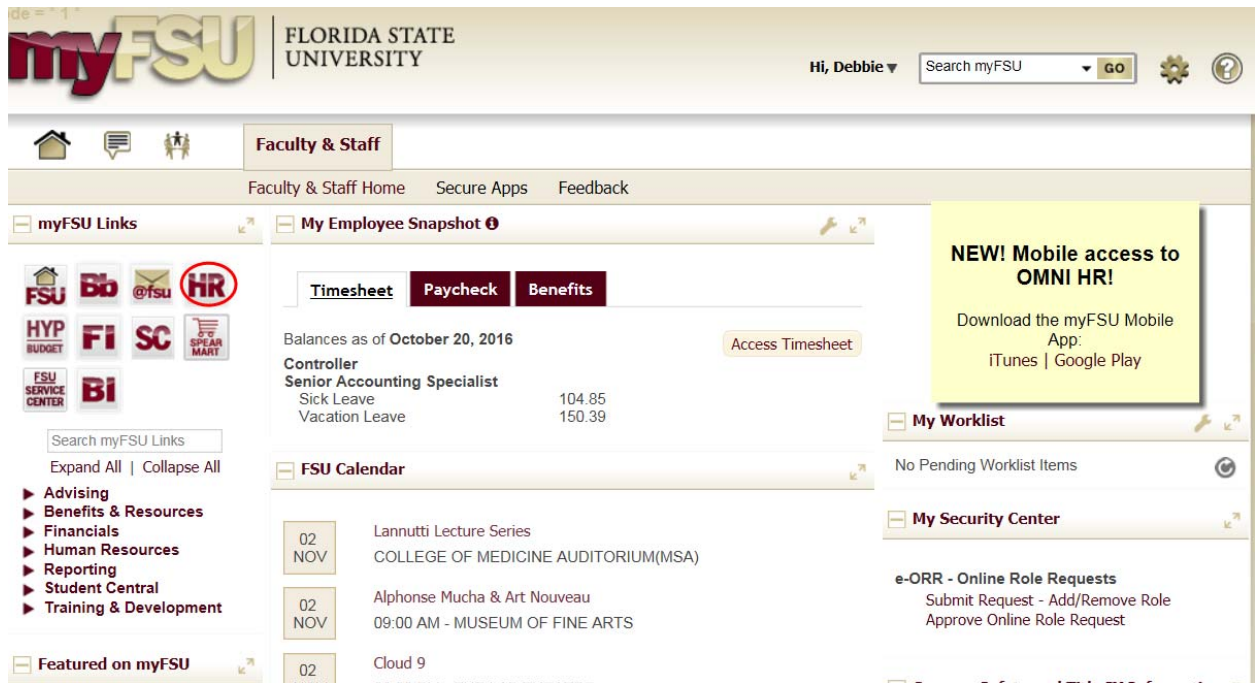 ode = " 1 "
myFSU
FLORIDA STATE
UNIVERSITY
Hi, Debbie ▼
Search myFSU
GO
Faculty & Staff
Faculty & Staff Home Secure Apps Feedback
myFSU Links
FSU
Bb
@fsu
HR
HYP
BUDGET
FI
SC
SPEAR
MART
FSU
SERVICE
CENTER
BI
Search myFSU Links
Expand All | Collapse All
Advising
Benefits & Resources
Financials
Human Resources
Reporting
Student Central
Training & Development
Featured on myFSU
My Employee Snapshot
Timesheet Paycheck Benefits
Balances as of October 20, 2016
Access Timesheet
Controller
Senior Accounting Specialist
Sick Leave 104.85
Vacation Leave 150.39
FSU Calendar
02
NOV
Lannutti Lecture Series
COLLEGE OF MEDICINE AUDITORIUM(MSA)
02
NOV
Alphonse Mucha & Art Nouveau
09:00 AM - MUSEUM OF FINE ARTS
02
Cloud 9
NEW! Mobile access to
OMNI HR!
Download the myFSU Mobile
App:
iTunes | Google Play
My Worklist
No Pending Worklist Items
My Security Center
e-ORR - Online Role Requests
Submit Request - Add/Remove Role
Approve Online Role Request